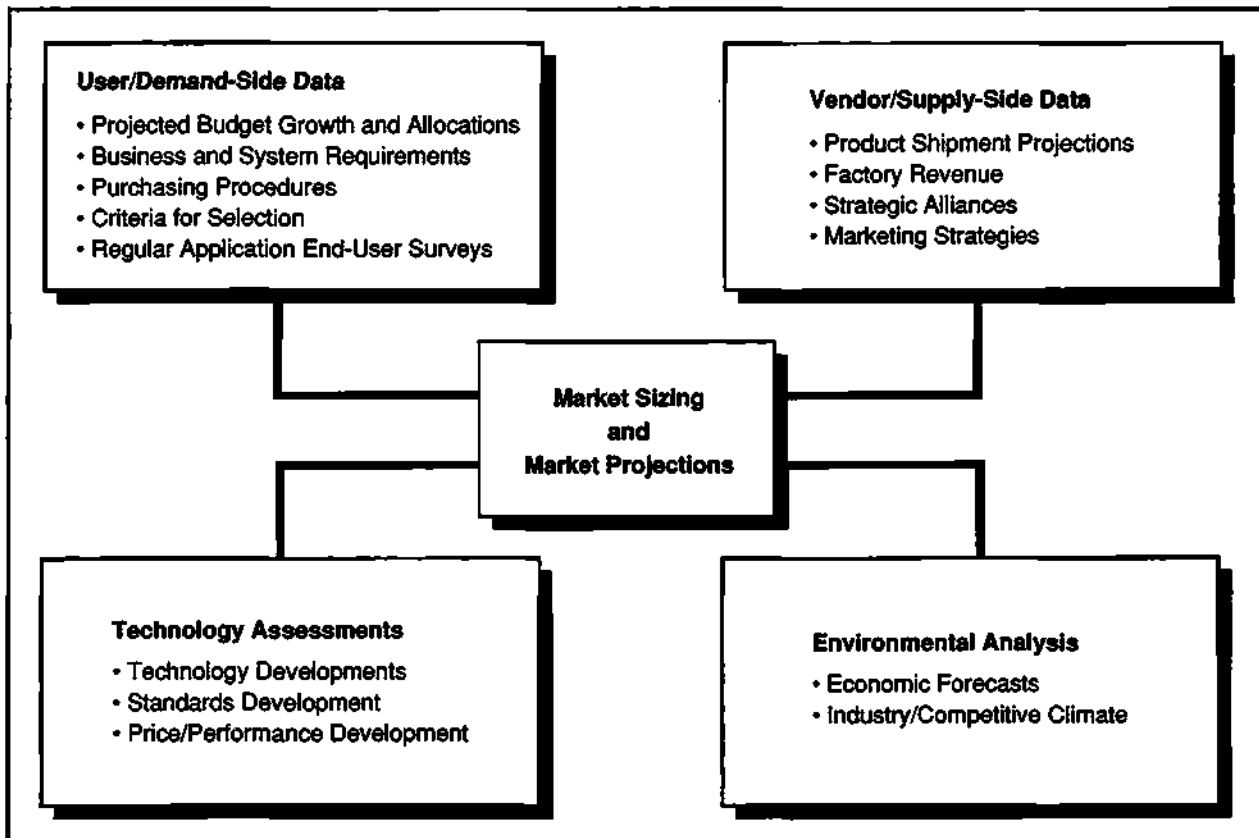 User/Demand-Side Data
• Projected Budget Growth and Allocations
• Business and System Requirements
• Purchasing Procedures
• Criteria for Selection
• Regular Application End-User Surveys
Vendor/Supply-Side Data
• Product Shipment Projections
• Factory Revenue
• Strategic Alliances
• Marketing Strategies
Market Sizing
and
Market Projections
Technology Assessments
• Technology Developments
• Standards Development
• Price/Performance Development
Environmental Analysis
• Economic Forecasts
• Industry/Competitive Climate